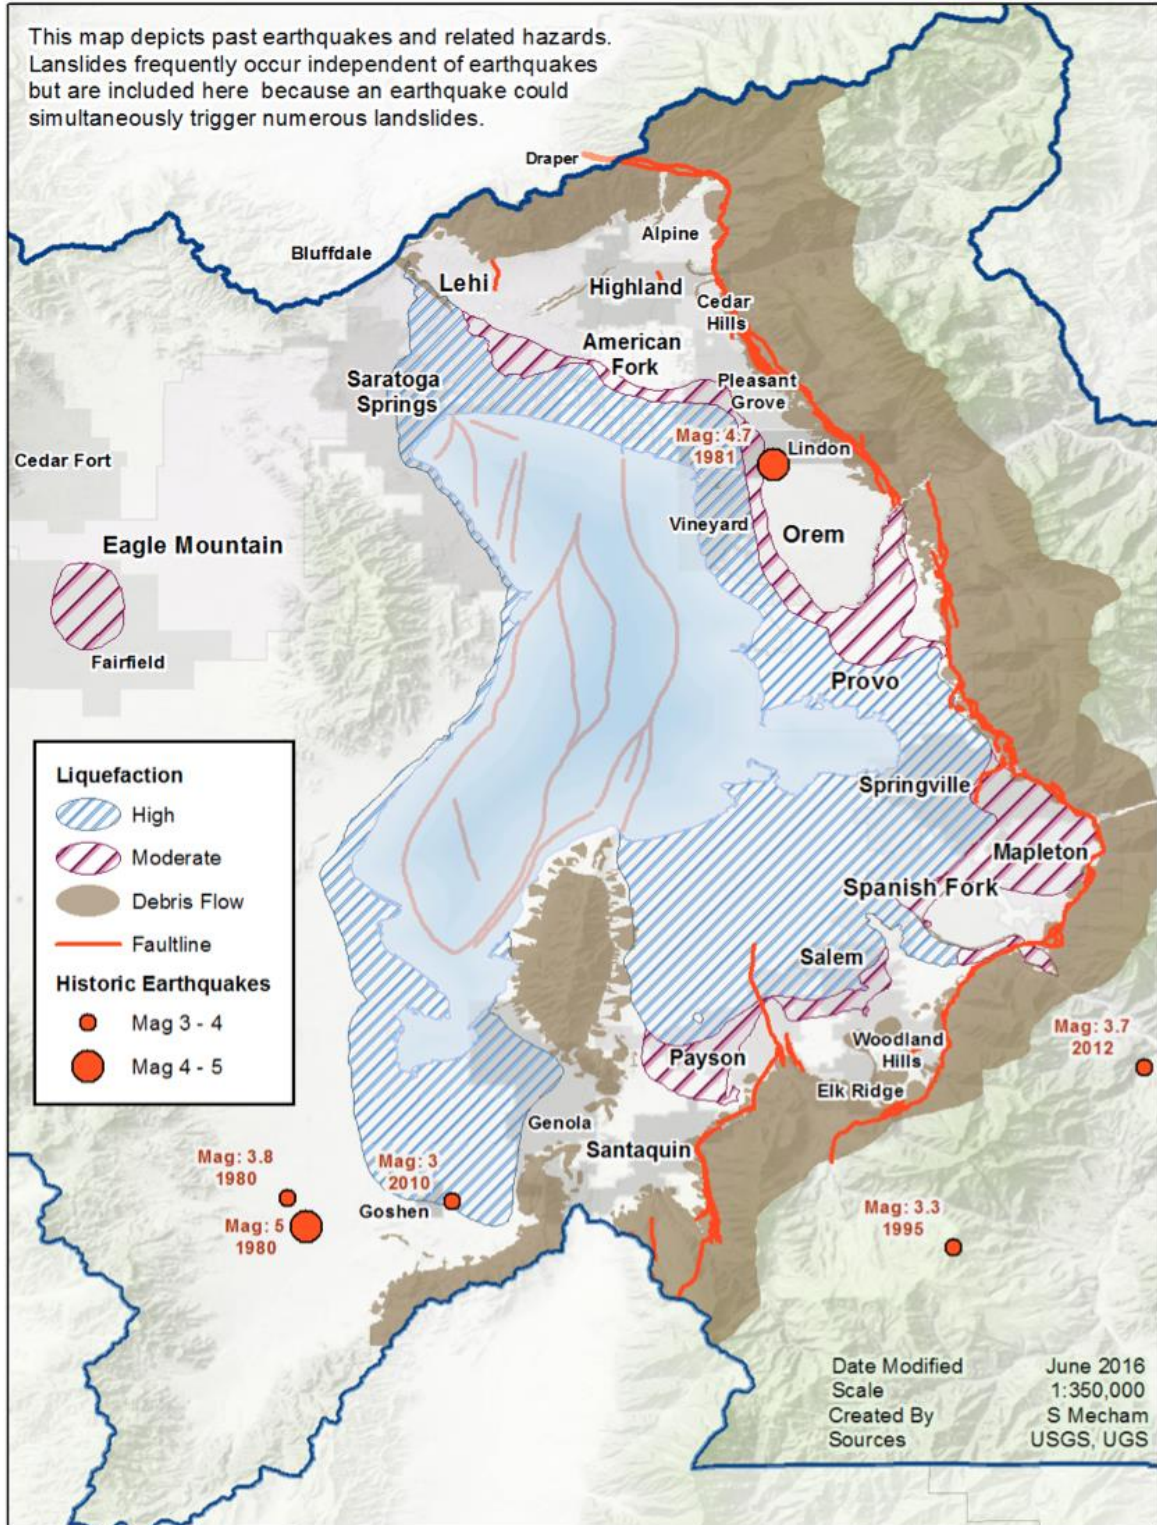 This map depicts past earthquakes and related hazards.
Lanslides frequently occur independent of earthquakes
but are included here because an earthquake could
simultaneously trigger numerous landslides.
Draper
Alpine
Bluffdale
Lehi
Highland
Cedar
Hills
American
Fork
Saratoga
Springs
Pleasant
Grove
Mag: 4.7
1981
Lindon
Cedar Fort
Vineyard
Orem
Eagle Mountain
Fairfield
Provo
Liquefaction
High
Moderate
Debris Flow
Faultline
Historic Earthquakes
Mag 3 - 4
Mag 4 - 5
Springville
Mapleton
Spanish Fork
Salem
Woodland
Hills
Payson
Elk Ridge
Mag: 3.7
2012
Genola
Santaquin
Mag: 3.8
1980
Mag: 3
2010
Goshen
Mag: 5
1980
Mag: 3.3
1995
Date Modified June 2016
Scale 1:350,000
Created By S Mecham
Sources USGS, UGS